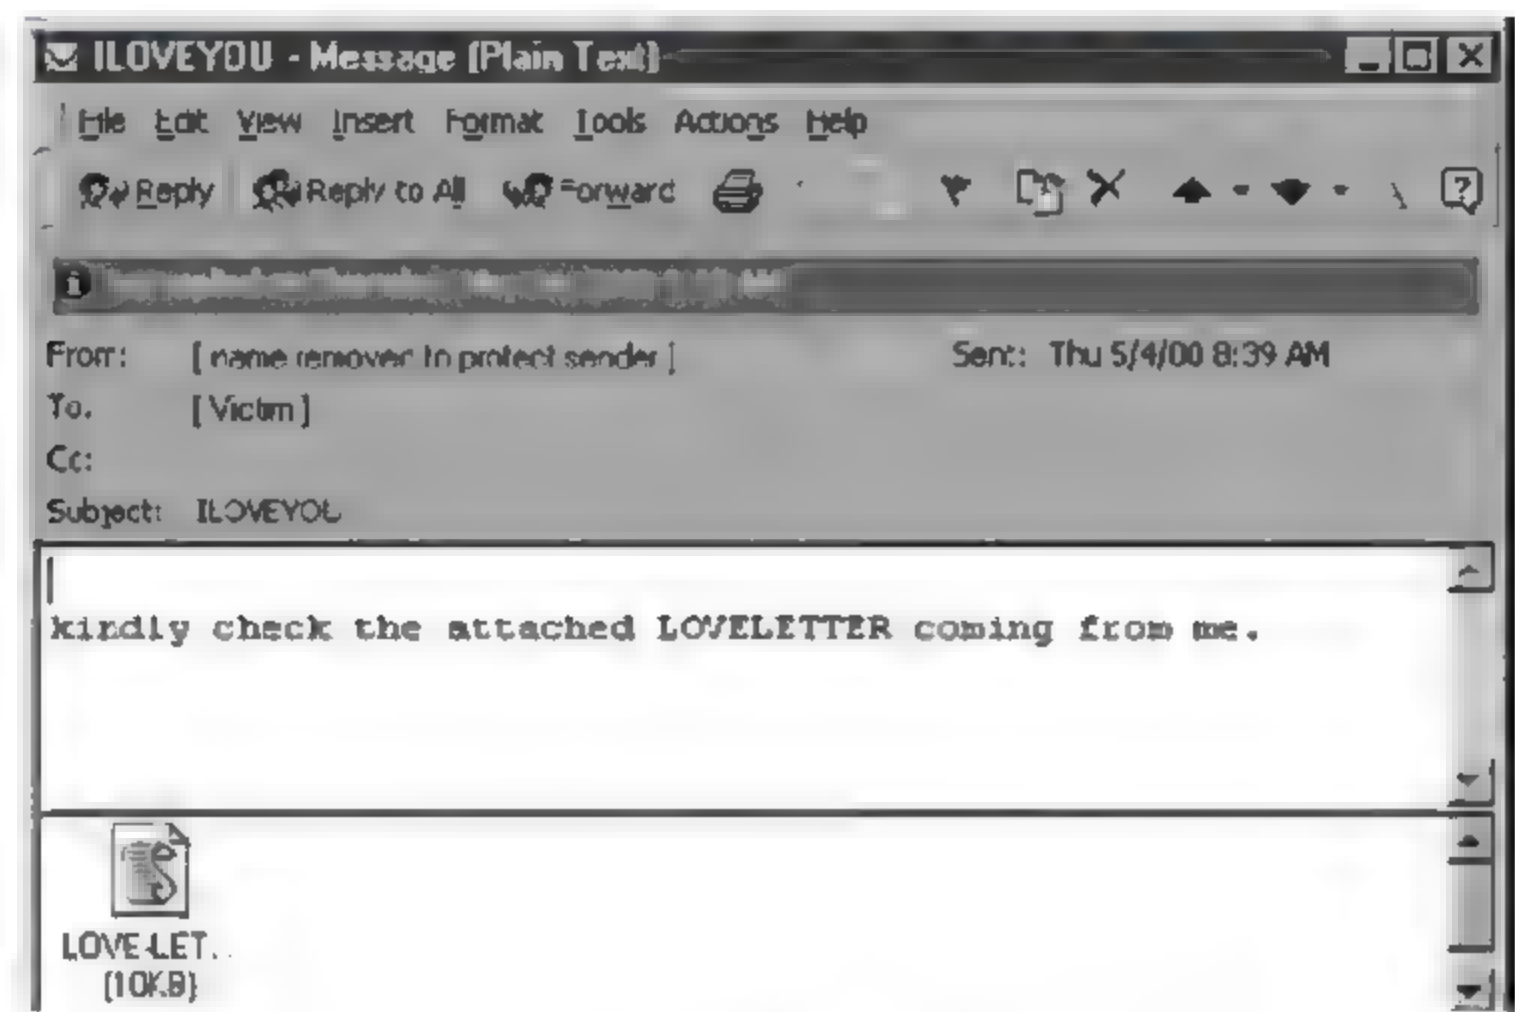 ILOVEYOU - Message (Plain Text)
File Edit View Insert Format Tools Actions Help
Reply Reply to All Forward
From: [ name removed to protect sender ] Sent: Thu 5/4/00 8:39 AM
To: [ Victim ]
Cc:
Subject: ILOVEYOU
kindly check the attached LOVELETTER coming from me.
LOVE-LET...
(10KB)